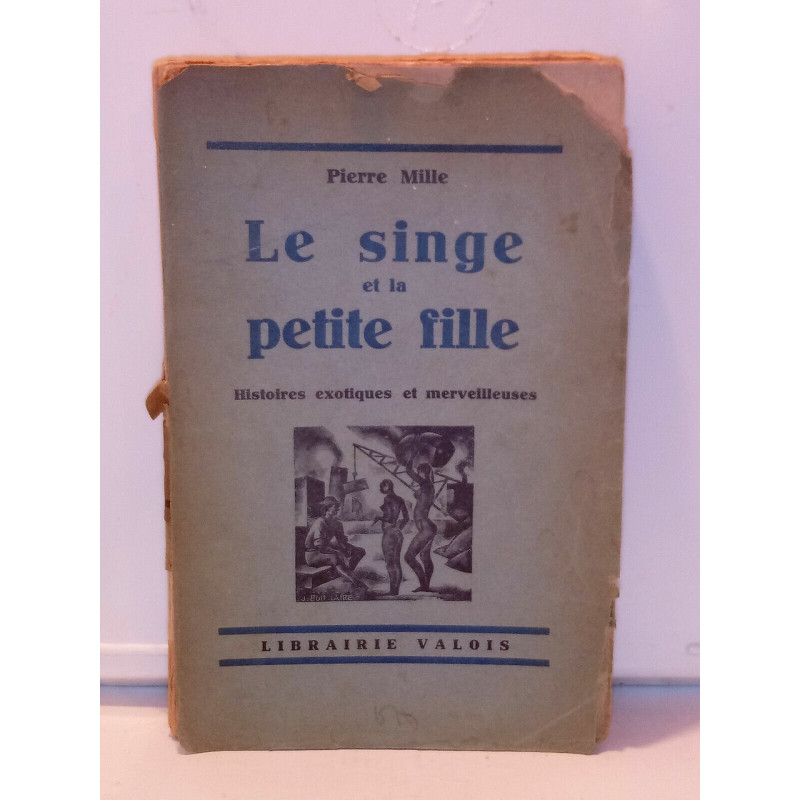 Pierre Mille
Le singe
et la
petite fille
Histoires exotiques et merveilleuses
LIBRAIRIE VALOIS